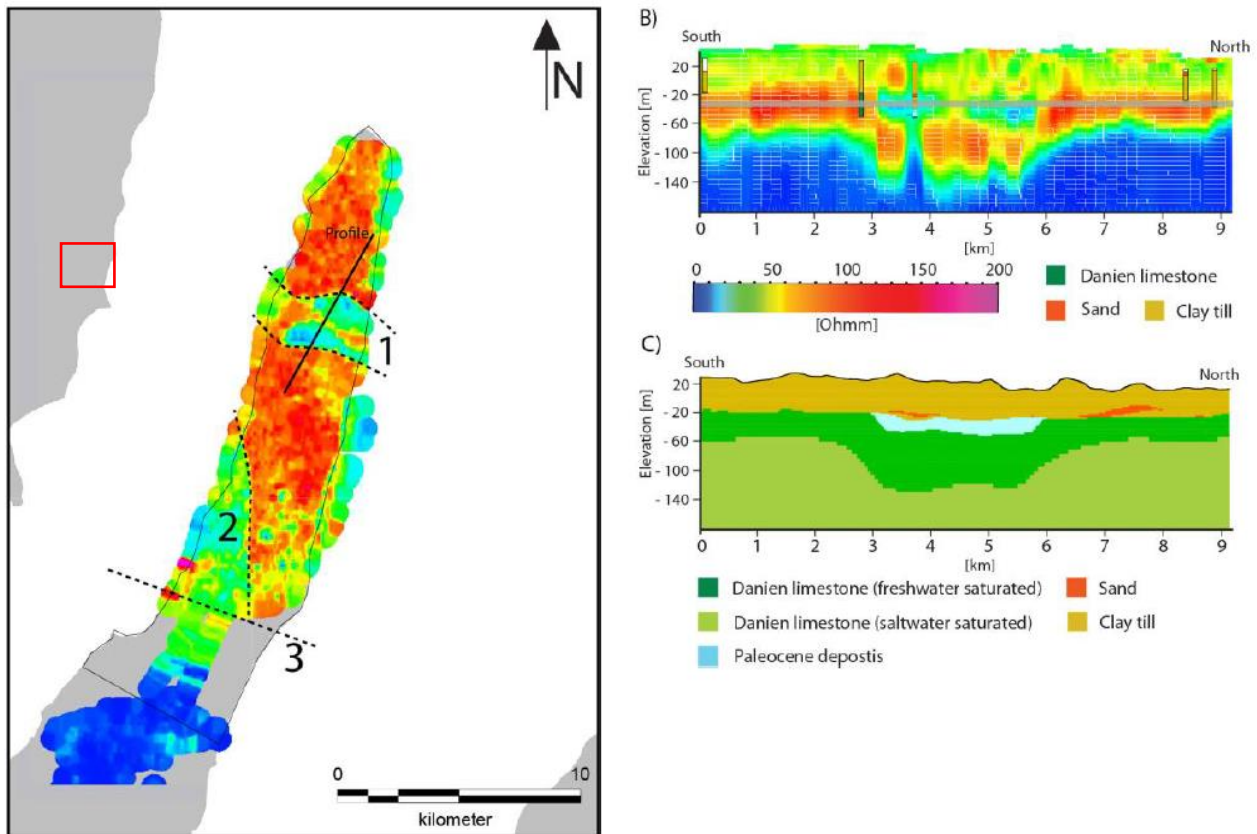 N
Profile
1
2
3
0 10
kilometer
B)
South North
20
- 20
- 60
- 100
- 140
Elevation [m]
0 1 2 3 4 5 6 7 8 9
[km]
0 50 100 150 200
[Ohmm]
Danien limestone
Sand Clay till
C)
South North
20
-20
-60
- 100
- 140
Elevation [m]
0 1 2 3 4 5 6 7 8 9
[km]
Danien limestone (freshwater saturated) Sand
Danien limestone (saltwater saturated) Clay till
Paleocene depostis